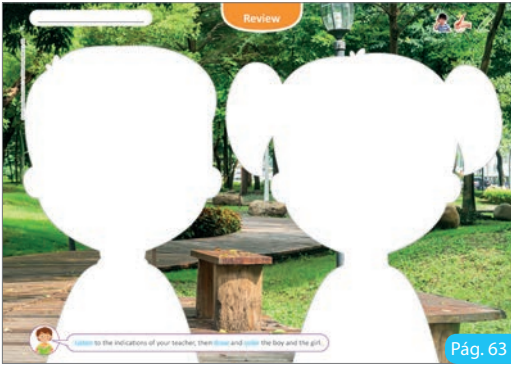 Review
Listen to the indications of your teacher, then draw and color the boy and the girl.
Pág. 63